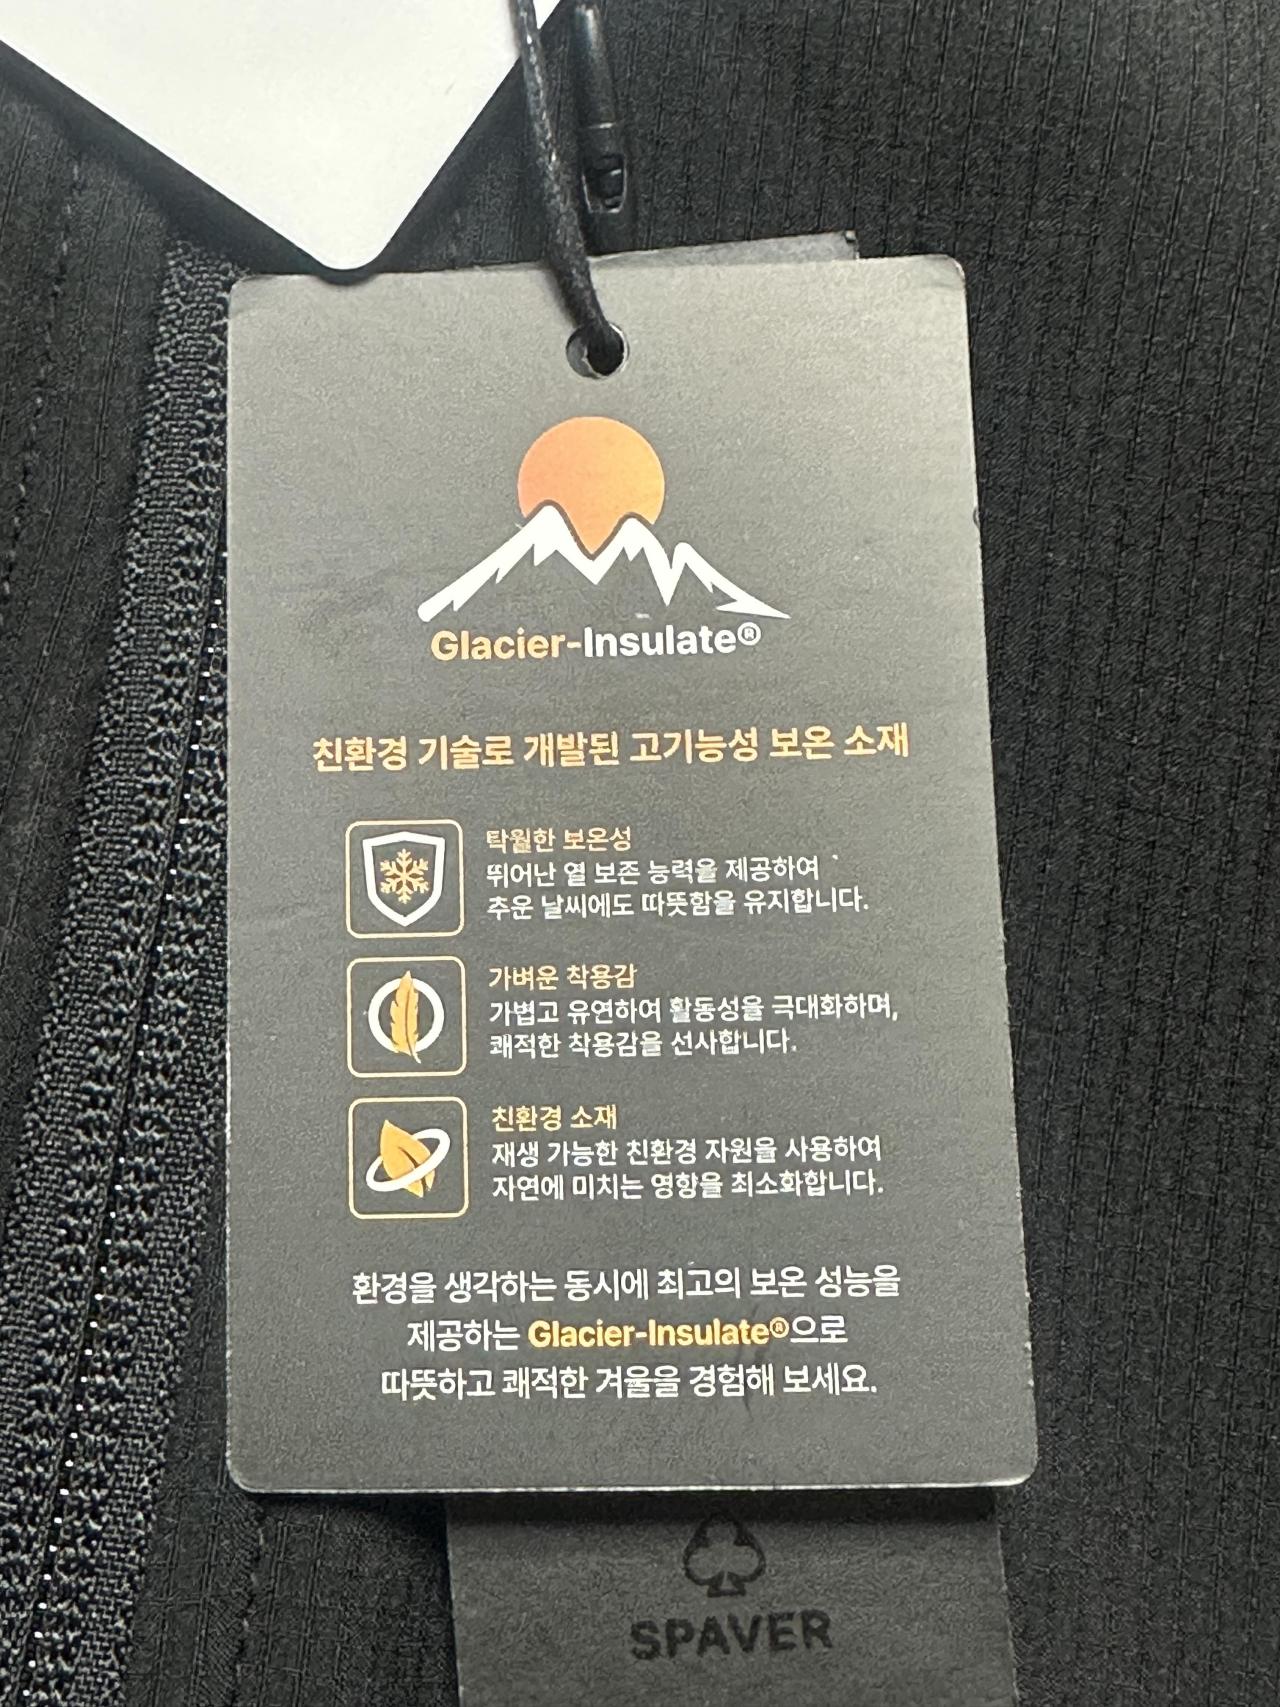 Glacier-Insulate®
친환경 기술로 개발된 고기능성 보온 소재
탁월한 보온성
뛰어난 열 보존 능력을 제공하여
추운 날씨에도 따뜻함을 유지합니다.
가벼운 착용감
가볍고 유연하여 활동성을 극대화하며,
쾌적한 착용감을 선사합니다.
친환경 소재
재생 가능한 친환경 자원을 사용하여
자연에 미치는 영향을 최소화합니다.
환경을 생각하는 동시에 최고의 보온 성능을
제공하는 Glacier-Insulate®으로
따뜻하고 쾌적한 겨울을 경험해 보세요.
SPAVER